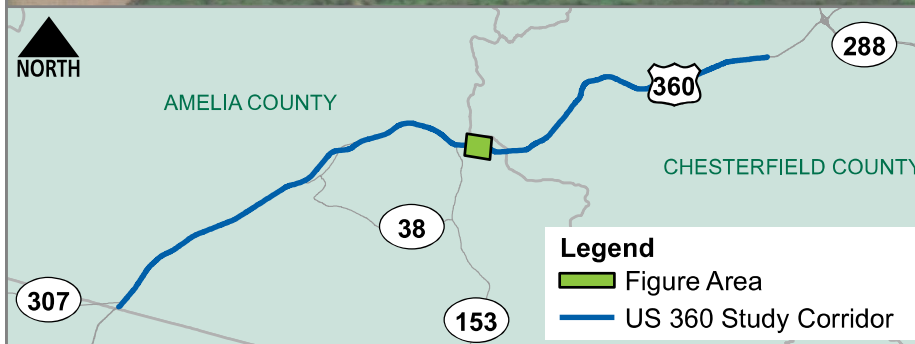 NORTH
288
360
AMELIA COUNTY
CHESTERFIELD COUNTY
38
307
153
Legend
Figure Area
US 360 Study Corridor